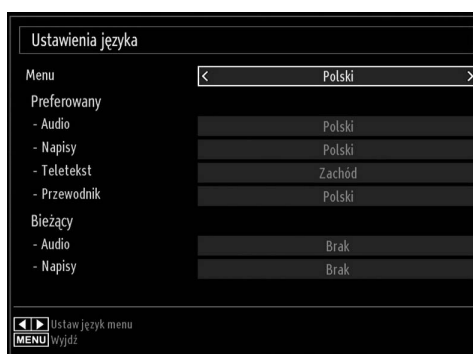 Ustawienia języka
Menu < Polski >
Preferowany
- Audio Polski
- Napisy Polski
- Teletekst Zachód
- Przewodnik Polski
Bieżący
- Audio Brak
- Napisy Brak
Ustaw język menu
MENU Wyjdź